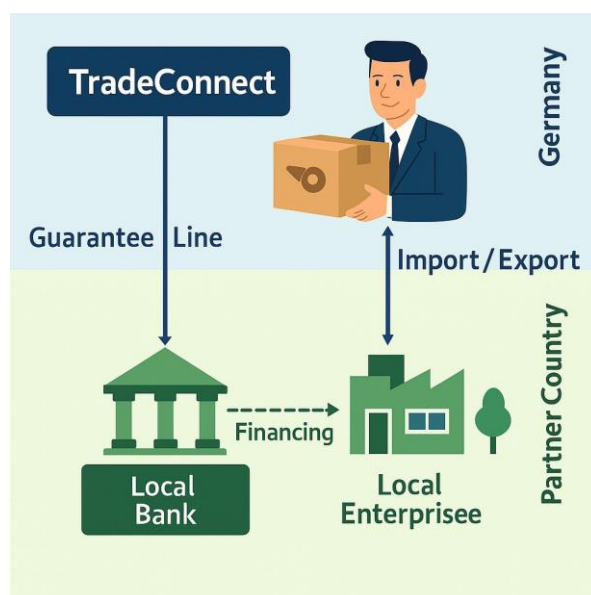 TradeConnect
Germany
Guarantee Line
Import/Export
Partner Country
Financing
Local
Bank
Local
Enterprisee